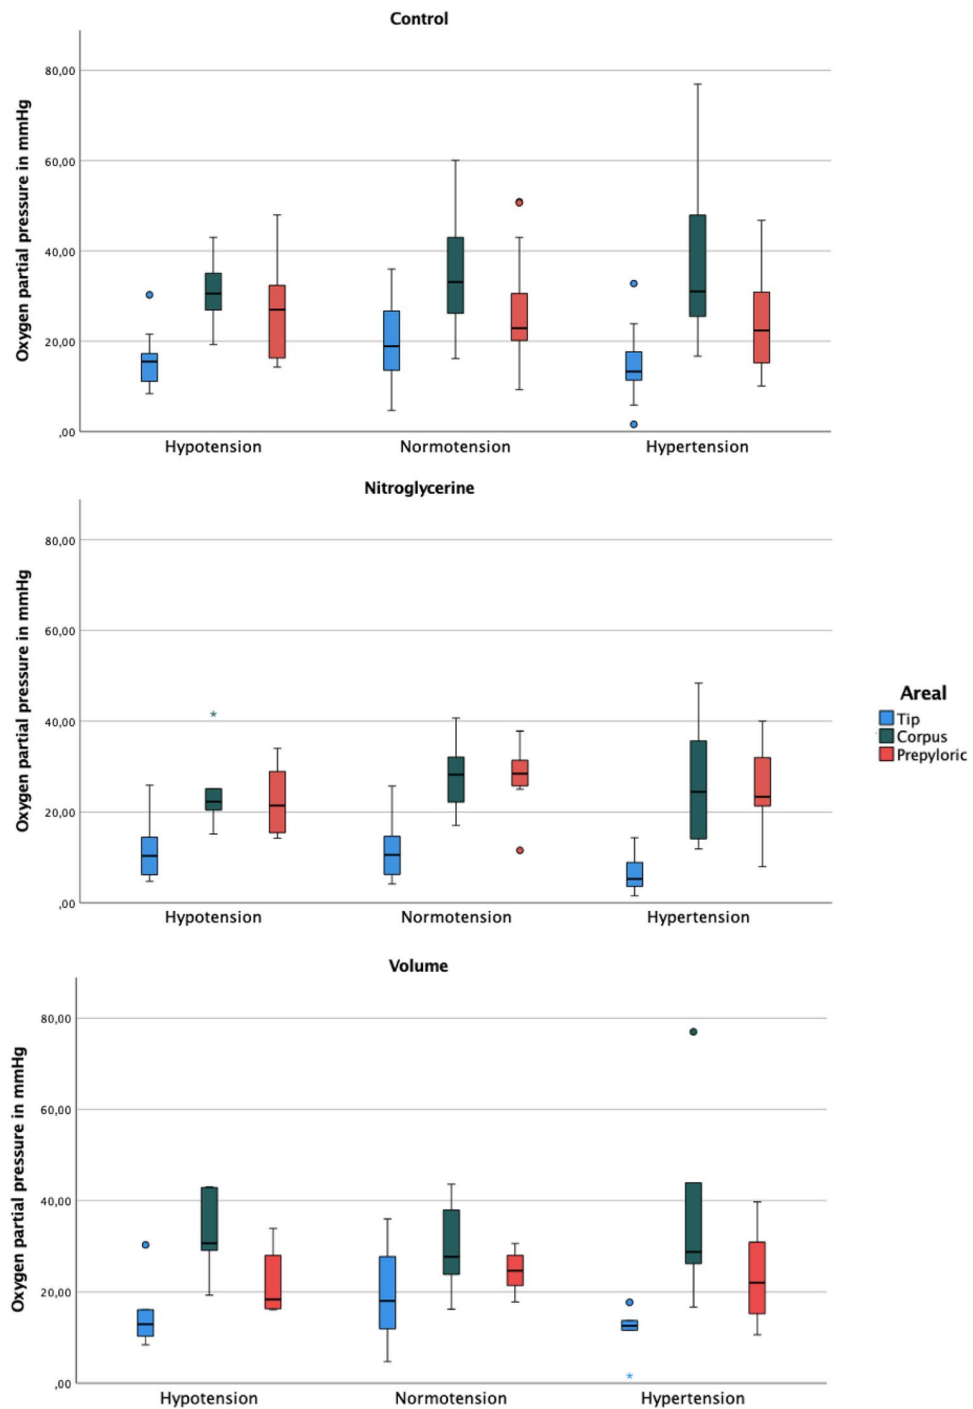 Control
Oxygen partial pressure in mmHg
80,00
60,00
40,00
20,00
,00
Hypotension Normotension Hypertension
Nitroglycerine
Oxygen partial pressure in mmHg
80,00
60,00
40,00
20,00
,00
Hypotension Normotension Hypertension
Areal
Tip
Corpus
Prepyloric
Volume
Oxygen partial pressure in mmHg
80,00
60,00
40,00
20,00
,00
Hypotension Normotension Hypertension